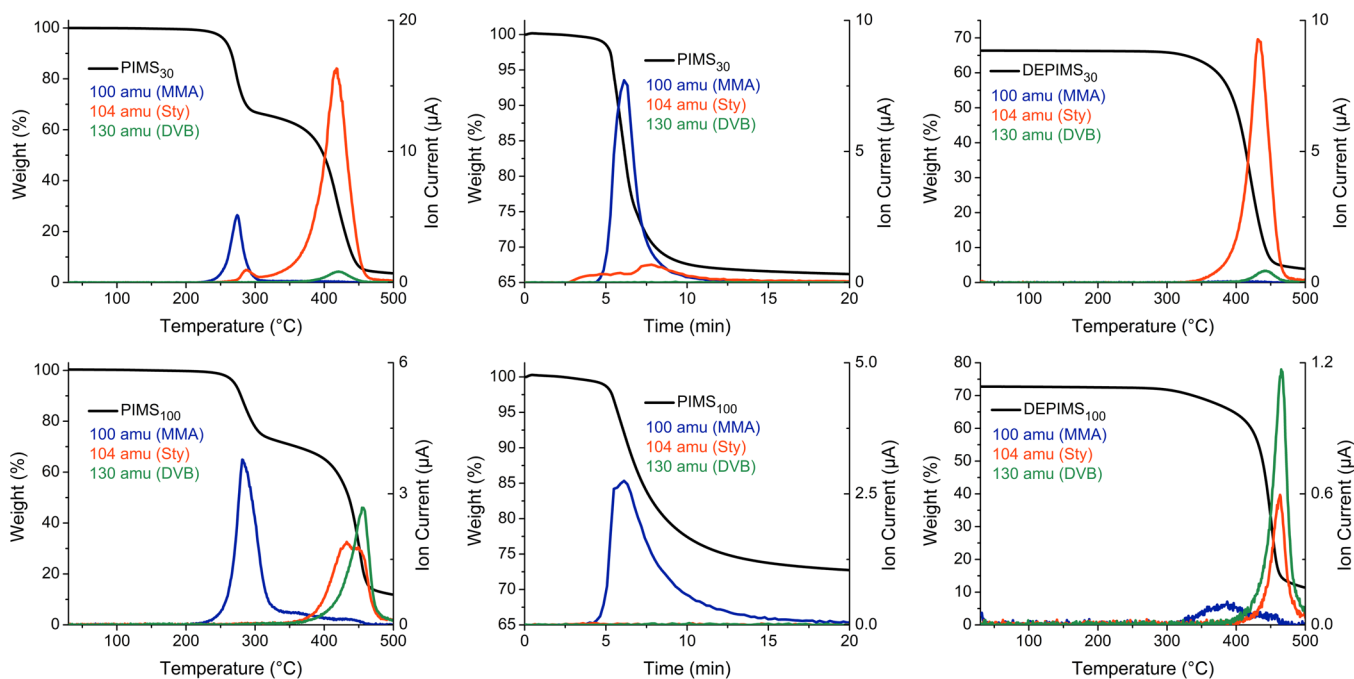 Weight (%)
100
80
60
40
20
0
PIMS30
100 amu (MMA)
104 amu (Sty)
130 amu (DVB)
20
10
0
Ion Current (µA)
100 200 300 400 500
Temperature (°C)
Weight (%)
100
95
90
85
80
75
70
65
PIMS30
100 amu (MMA)
104 amu (Sty)
130 amu (DVB)
10
5
0
Ion Current (µA)
0 5 10 15 20
Time (min)
Weight (%)
70
60
50
40
30
20
10
0
DEPIMS30
100 amu (MMA)
104 amu (Sty)
130 amu (DVB)
10
5
0
Ion Current (µA)
100 200 300 400 500
Temperature (°C)
Weight (%)
100
80
60
40
20
0
PIMS100
100 amu (MMA)
104 amu (Sty)
130 amu (DVB)
6
3
0
Ion Current (µA)
100 200 300 400 500
Temperature (°C)
Weight (%)
100
95
90
85
80
75
70
65
PIMS100
100 amu (MMA)
104 amu (Sty)
130 amu (DVB)
5.0
2.5
0.0
Ion Current (µA)
0 5 10 15 20
Time (min)
Weight (%)
80
70
60
50
40
30
20
10
0
DEPIMS100
100 amu (MMA)
104 amu (Sty)
130 amu (DVB)
1.2
0.6
0.0
Ion Current (µA)
100 200 300 400 500
Temperature (°C)